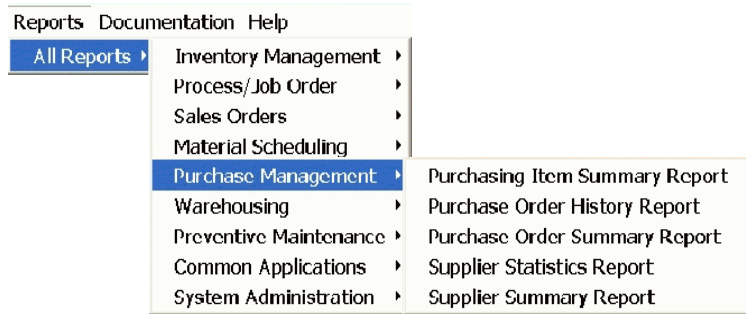 Reports Documentation Help
All Reports
Inventory Management
Process/Job Order
Sales Orders
Material Scheduling
Purchase Management
Warehousing
Preventive Maintenance
Common Applications
System Administration
Purchasing Item Summary Report
Purchase Order History Report
Purchase Order Summary Report
Supplier Statistics Report
Supplier Summary Report